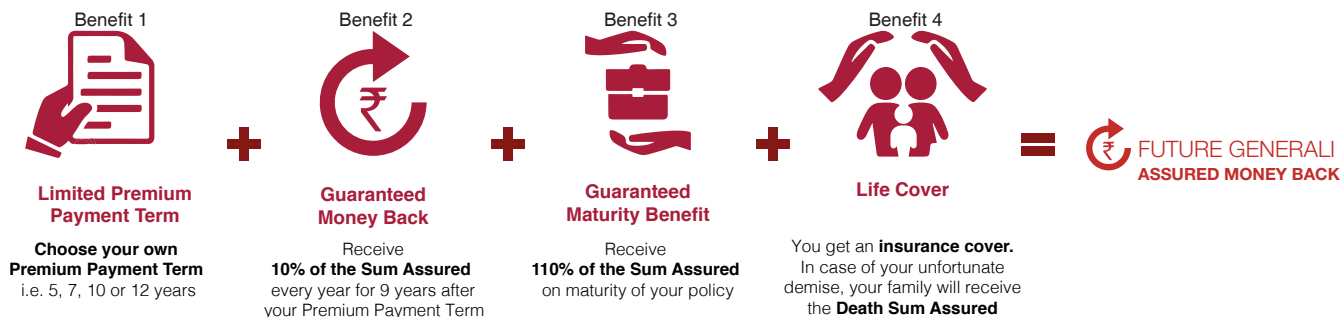 Benefit 1
Limited Premium
Payment Term
Choose your own
Premium Payment Term
i.e. 5, 7, 10 or 12 years
+
Benefit 2
₹
Guaranteed
Money Back
Receive
10% of the Sum Assured
every year for 9 years after
your Premium Payment Term
+
Benefit 3
Guaranteed
Maturity Benefit
Receive
110% of the Sum Assured
on maturity of your policy
+
Benefit 4
Life Cover
You get an insurance cover.
In case of your unfortunate
demise, your family will receive
the Death Sum Assured
=
₹
FUTURE GENERALI
ASSURED MONEY BACK